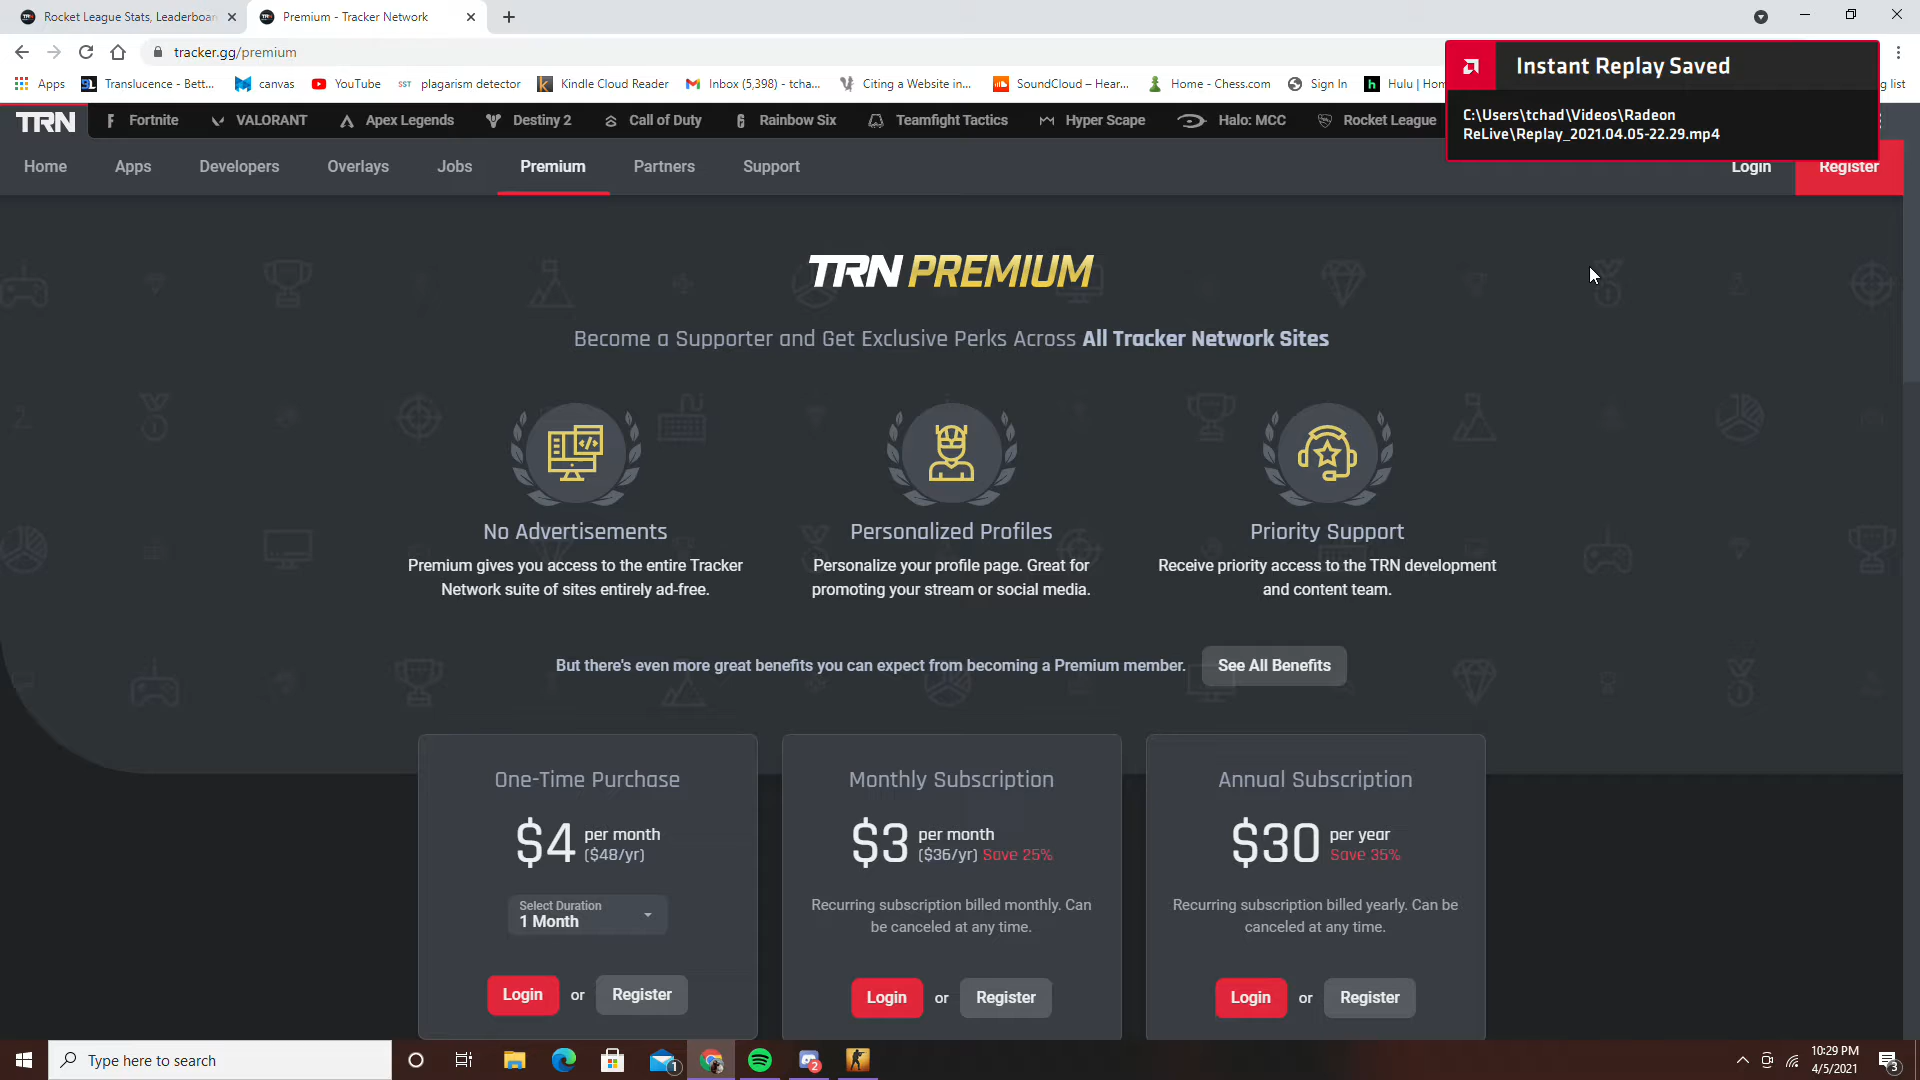 Rocket League Stats, Leaderboar
Premium - Tracker Network
tracker.gg/premium
Apps
Translucence - Bett...
canvas
YouTube
SST plagarism detector
Kindle Cloud Reader
Inbox (5,398) - tcha...
Citing a Website in...
SoundCloud – Hear...
Home - Chess.com
Sign In
Hulu | Hom
g list
Instant Replay Saved
C:\Users\tchad\Videos\Radeon
ReLive\Replay_2021.04.05-22.29.mp4
TRN
Fortnite
VALORANT
Apex Legends
Destiny 2
Call of Duty
Rainbow Six
Teamfight Tactics
Hyper Scape
Halo: MCC
Rocket League
Home
Apps
Developers
Overlays
Jobs
Premium
Partners
Support
Login
Register
TRN PREMIUM
Become a Supporter and Get Exclusive Perks Across All Tracker Network Sites
No Advertisements
Premium gives you access to the entire Tracker
Network suite of sites entirely ad-free.
Personalized Profiles
Personalize your profile page. Great for
promoting your stream or social media.
Priority Support
Receive priority access to the TRN development
and content team.
But there's even more great benefits you can expect from becoming a Premium member.
See All Benefits
One-Time Purchase
$4 per month
($48/yr)
Select Duration
1 Month
Login or Register
Monthly Subscription
$3 per month
($36/yr) Save 25%
Recurring subscription billed monthly. Can
be canceled at any time.
Login or Register
Annual Subscription
$30 per year
Save 35%
Recurring subscription billed yearly. Can be
canceled at any time.
Login or Register
Type here to search
1
2
10:29 PM
4/5/2021
3